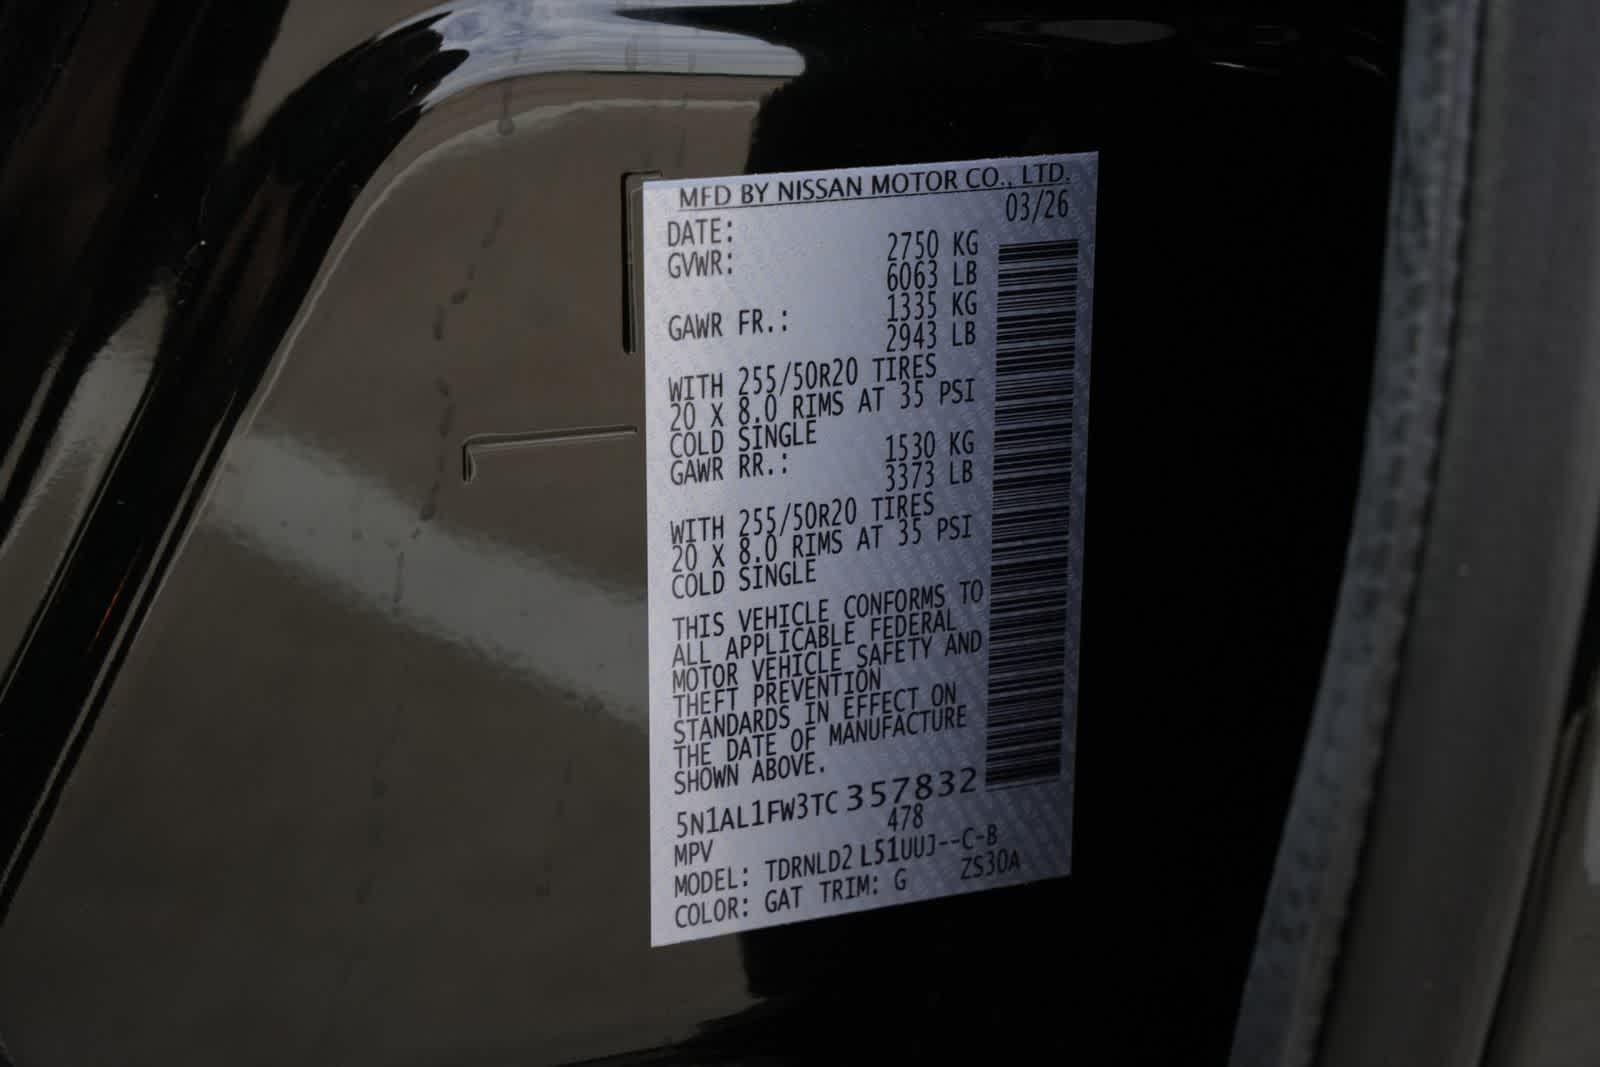 MFD BY NISSAN MOTOR CO., LTD.
DATE: 03/26
GVWR: 2750 KG
6063 LB
GAWR FR.: 1335 KG
2943 LB
WITH 255/50R20 TIRES
20 X 8.0 RIMS AT 35 PSI
COLD SINGLE
GAWR RR.: 1530 KG
3373 LB
WITH 255/50R20 TIRES
20 X 8.0 RIMS AT 35 PSI
COLD SINGLE
THIS VEHICLE CONFORMS TO
ALL APPLICABLE FEDERAL
MOTOR VEHICLE SAFETY AND
THEFT PREVENTION
STANDARDS IN EFFECT ON
THE DATE OF MANUFACTURE
SHOWN ABOVE.
5N1AL1FW3TC357832
MPV 478
MODEL: TDRNLD2 L51UUJ--C-B
COLOR: GAT TRIM: G ZS30A